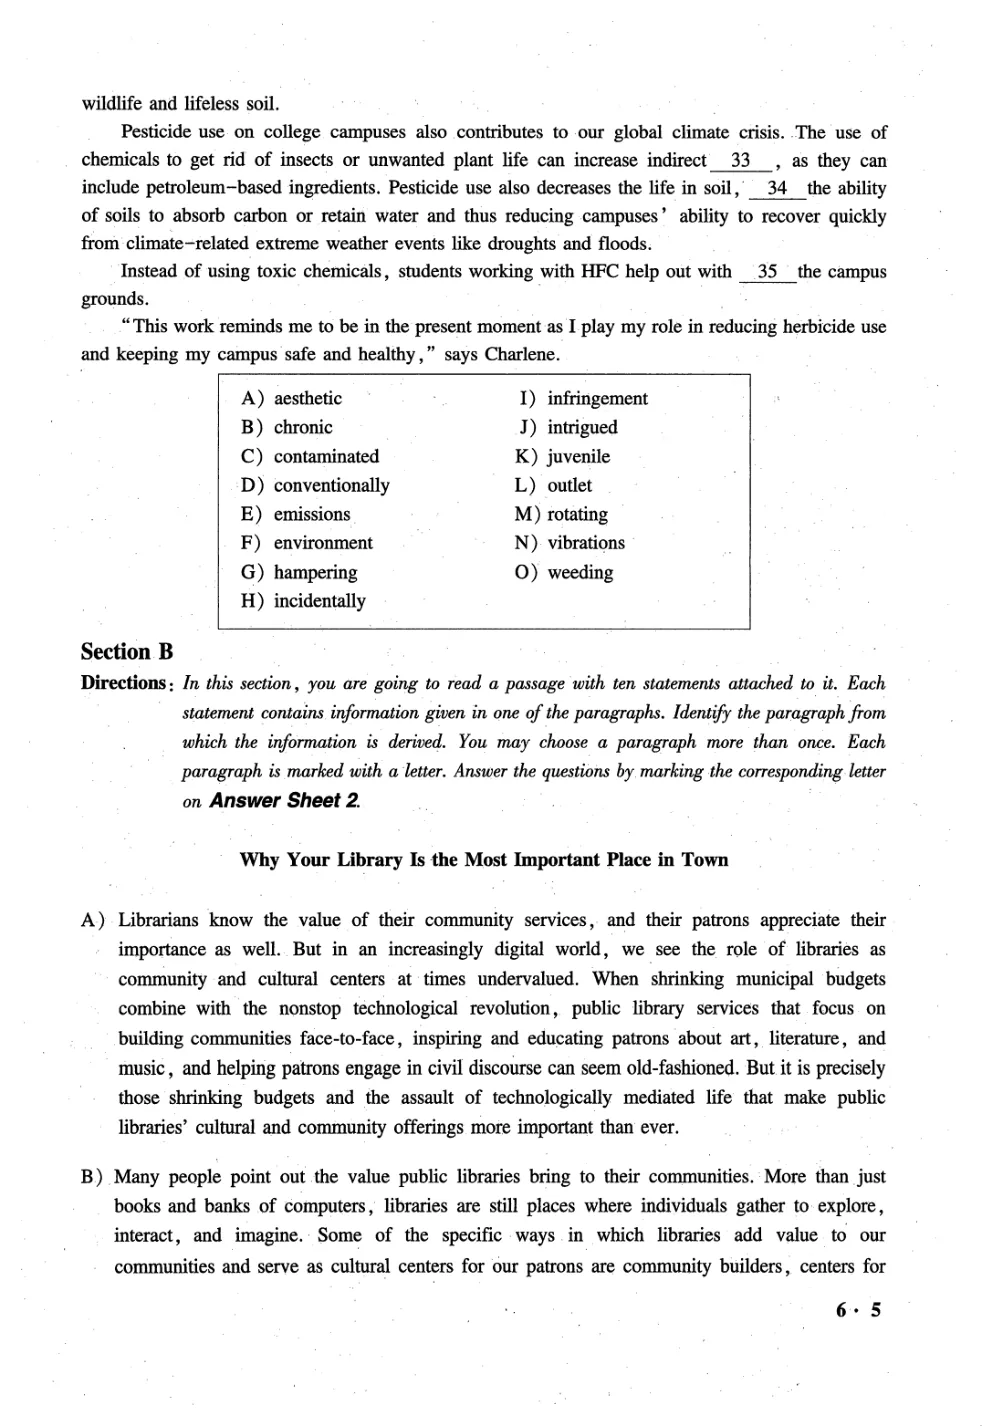 wildlife and lifeless soil.
Pesticide use on college campuses also contributes to our global climate crisis. The use of
chemicals to get rid of insects or unwanted plant life can increase indirect 33 , as they can
include petroleum-based ingredients. Pesticide use also decreases the life in soil, 34 the ability
of soils to absorb carbon or retain water and thus reducing campuses' ability to recover quickly
from climate-related extreme weather events like droughts and floods.
Instead of using toxic chemicals, students working with HFC help out with 35 the campus
grounds.
"This work reminds me to be in the present moment as I play my role in reducing herbicide use
and keeping my campus safe and healthy," says Charlene.
A) aesthetic I) infringement
B) chronic J) intrigued
C) contaminated K) juvenile
D) conventionally L) outlet
E) emissions M) rotating
F) environment N) vibrations
G) hampering O) weeding
H) incidentally
Section B
Directions: In this section, you are going to read a passage with ten statements attached to it. Each
statement contains information given in one of the paragraphs. Identify the paragraph from
which the information is derived. You may choose a paragraph more than once. Each
paragraph is marked with a letter. Answer the questions by marking the corresponding letter
on Answer Sheet 2.
Why Your Library Is the Most Important Place in Town
A) Librarians know the value of their community services, and their patrons appreciate their
importance as well. But in an increasingly digital world, we see the role of libraries as
community and cultural centers at times undervalued. When shrinking municipal budgets
combine with the nonstop technological revolution, public library services that focus on
building communities face-to-face, inspiring and educating patrons about art, literature, and
music, and helping patrons engage in civil discourse can seem old-fashioned. But it is precisely
those shrinking budgets and the assault of technologically mediated life that make public
libraries' cultural and community offerings more important than ever.
B) Many people point out the value public libraries bring to their communities. More than just
books and banks of computers, libraries are still places where individuals gather to explore,
interact, and imagine. Some of the specific ways in which libraries add value to our
communities and serve as cultural centers for our patrons are community builders, centers for
6·5